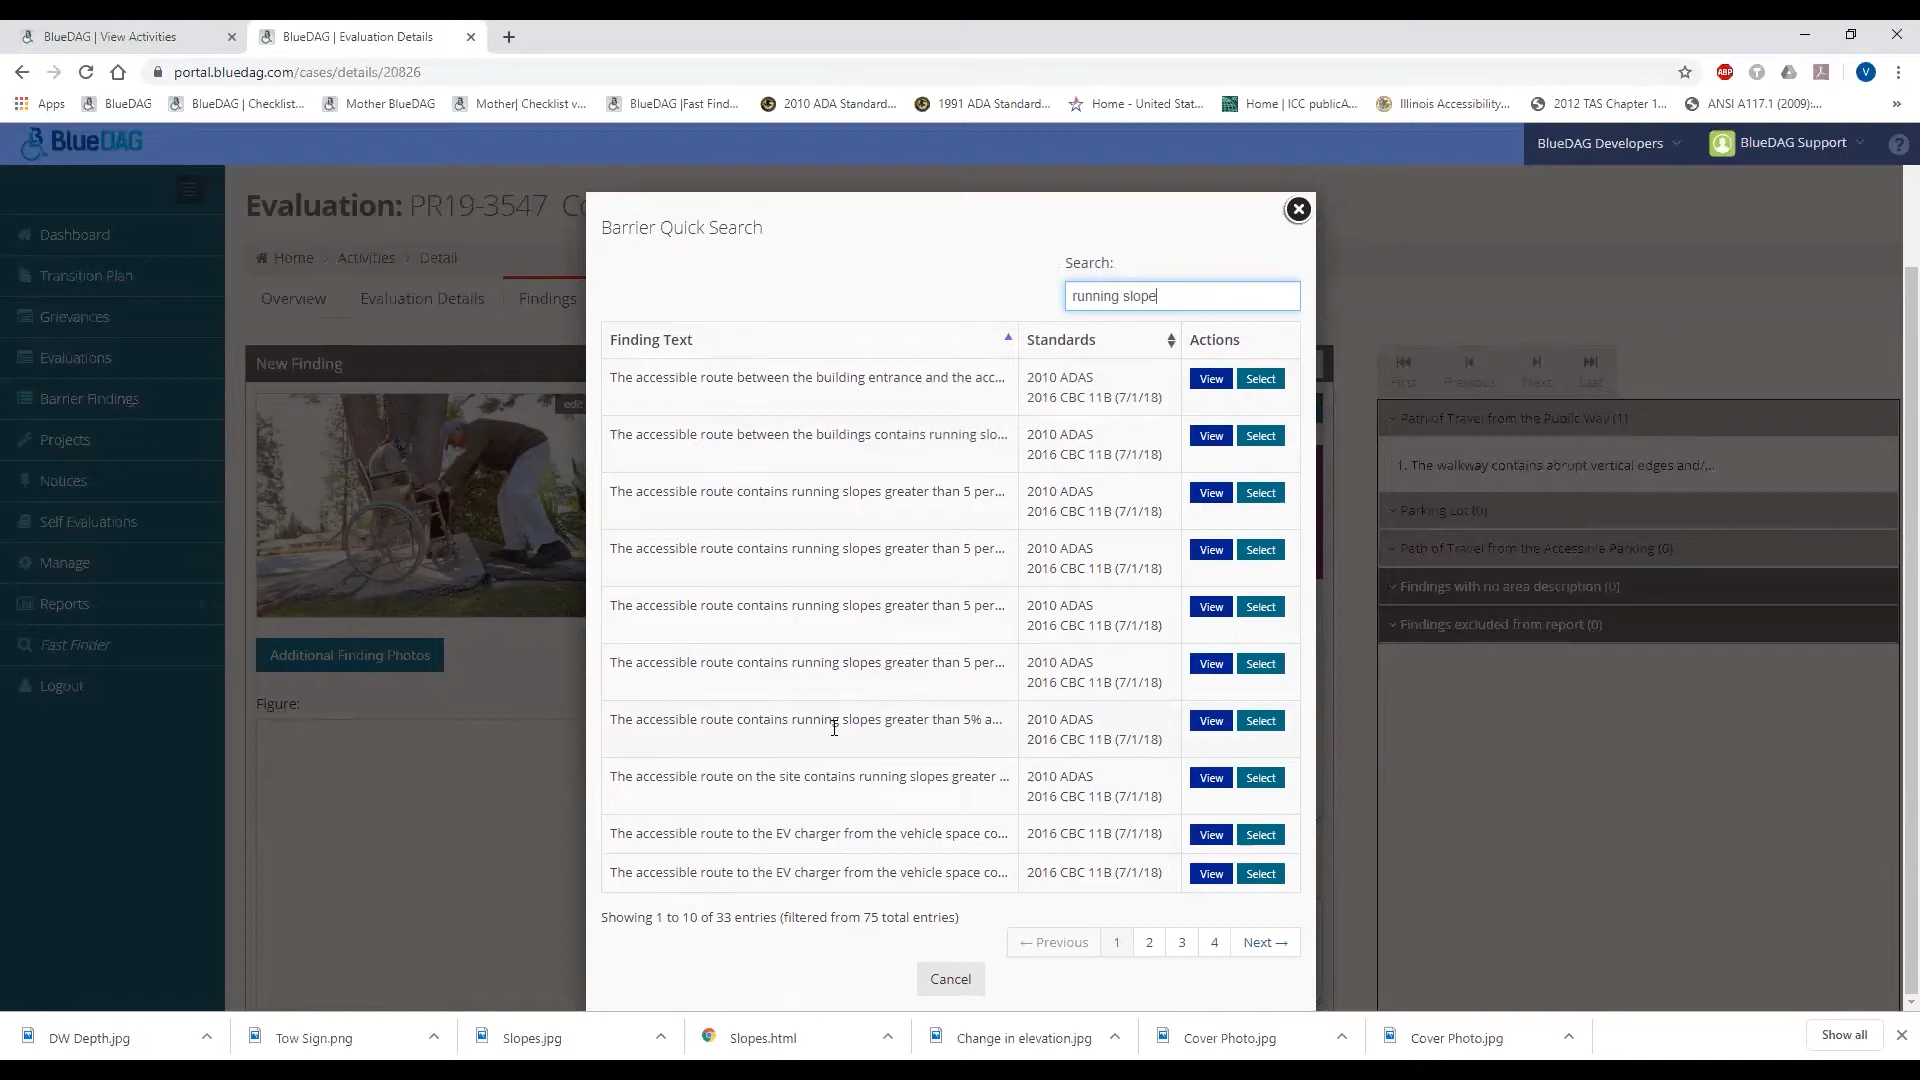 BlueDAG | View Activities
BlueDAG | Evaluation Details
portal.bluedag.com/cases/details/20826
ABP
T
V
Apps
BlueDAG
BlueDAG | Checklist...
Mother BlueDAG
Mother| Checklist v...
BlueDAG |Fast Find...
2010 ADA Standard...
1991 ADA Standard...
Home - United Stat...
Home | ICC publicA...
Illinois Accessibility...
2012 TAS Chapter 1...
ANSI A117.1 (2009):...
BlueDAG
BlueDAG Developers
BlueDAG Support
Dashboard
Transition Plan
Grievances
Evaluations
Barrier Findings
Projects
Notices
Self Evaluations
Manage
Reports
Fast Finder
Logout
Evaluation: PR19-3547
Home
Activities
Detail
Overview
Evaluation Details
Findings
New Finding
edit
Additional Finding Photos
Figure:
Barrier Quick Search
Search:
running slope
Finding Text
Standards
Actions
The accessible route between the building entrance and the acc...
2010 ADAS
2016 CBC 11B (7/1/18)
View
Select
The accessible route between the buildings contains running slo...
2010 ADAS
2016 CBC 11B (7/1/18)
View
Select
The accessible route contains running slopes greater than 5 per...
2010 ADAS
2016 CBC 11B (7/1/18)
View
Select
The accessible route contains running slopes greater than 5 per...
2010 ADAS
2016 CBC 11B (7/1/18)
View
Select
The accessible route contains running slopes greater than 5 per...
2010 ADAS
2016 CBC 11B (7/1/18)
View
Select
The accessible route contains running slopes greater than 5 per...
2010 ADAS
2016 CBC 11B (7/1/18)
View
Select
The accessible route contains running slopes greater than 5% a...
2010 ADAS
2016 CBC 11B (7/1/18)
View
Select
The accessible route on the site contains running slopes greater ...
2010 ADAS
2016 CBC 11B (7/1/18)
View
Select
The accessible route to the EV charger from the vehicle space co...
2016 CBC 11B (7/1/18)
View
Select
The accessible route to the EV charger from the vehicle space co...
2016 CBC 11B (7/1/18)
View
Select
Showing 1 to 10 of 33 entries (filtered from 75 total entries)
← Previous
1
2
3
4
Next →
Cancel
First
Previous
Next
Last
Path of Travel from the Public Way (1)
1. The walkway contains abrupt vertical edges and/...
Parking Lot (0)
Path of Travel from the Accessible Parking (0)
Findings with no area description (0)
Findings excluded from report (0)
DW Depth.jpg
Tow Sign.png
Slopes.jpg
Slopes.html
Change in elevation.jpg
Cover Photo.jpg
Cover Photo.jpg
Show all